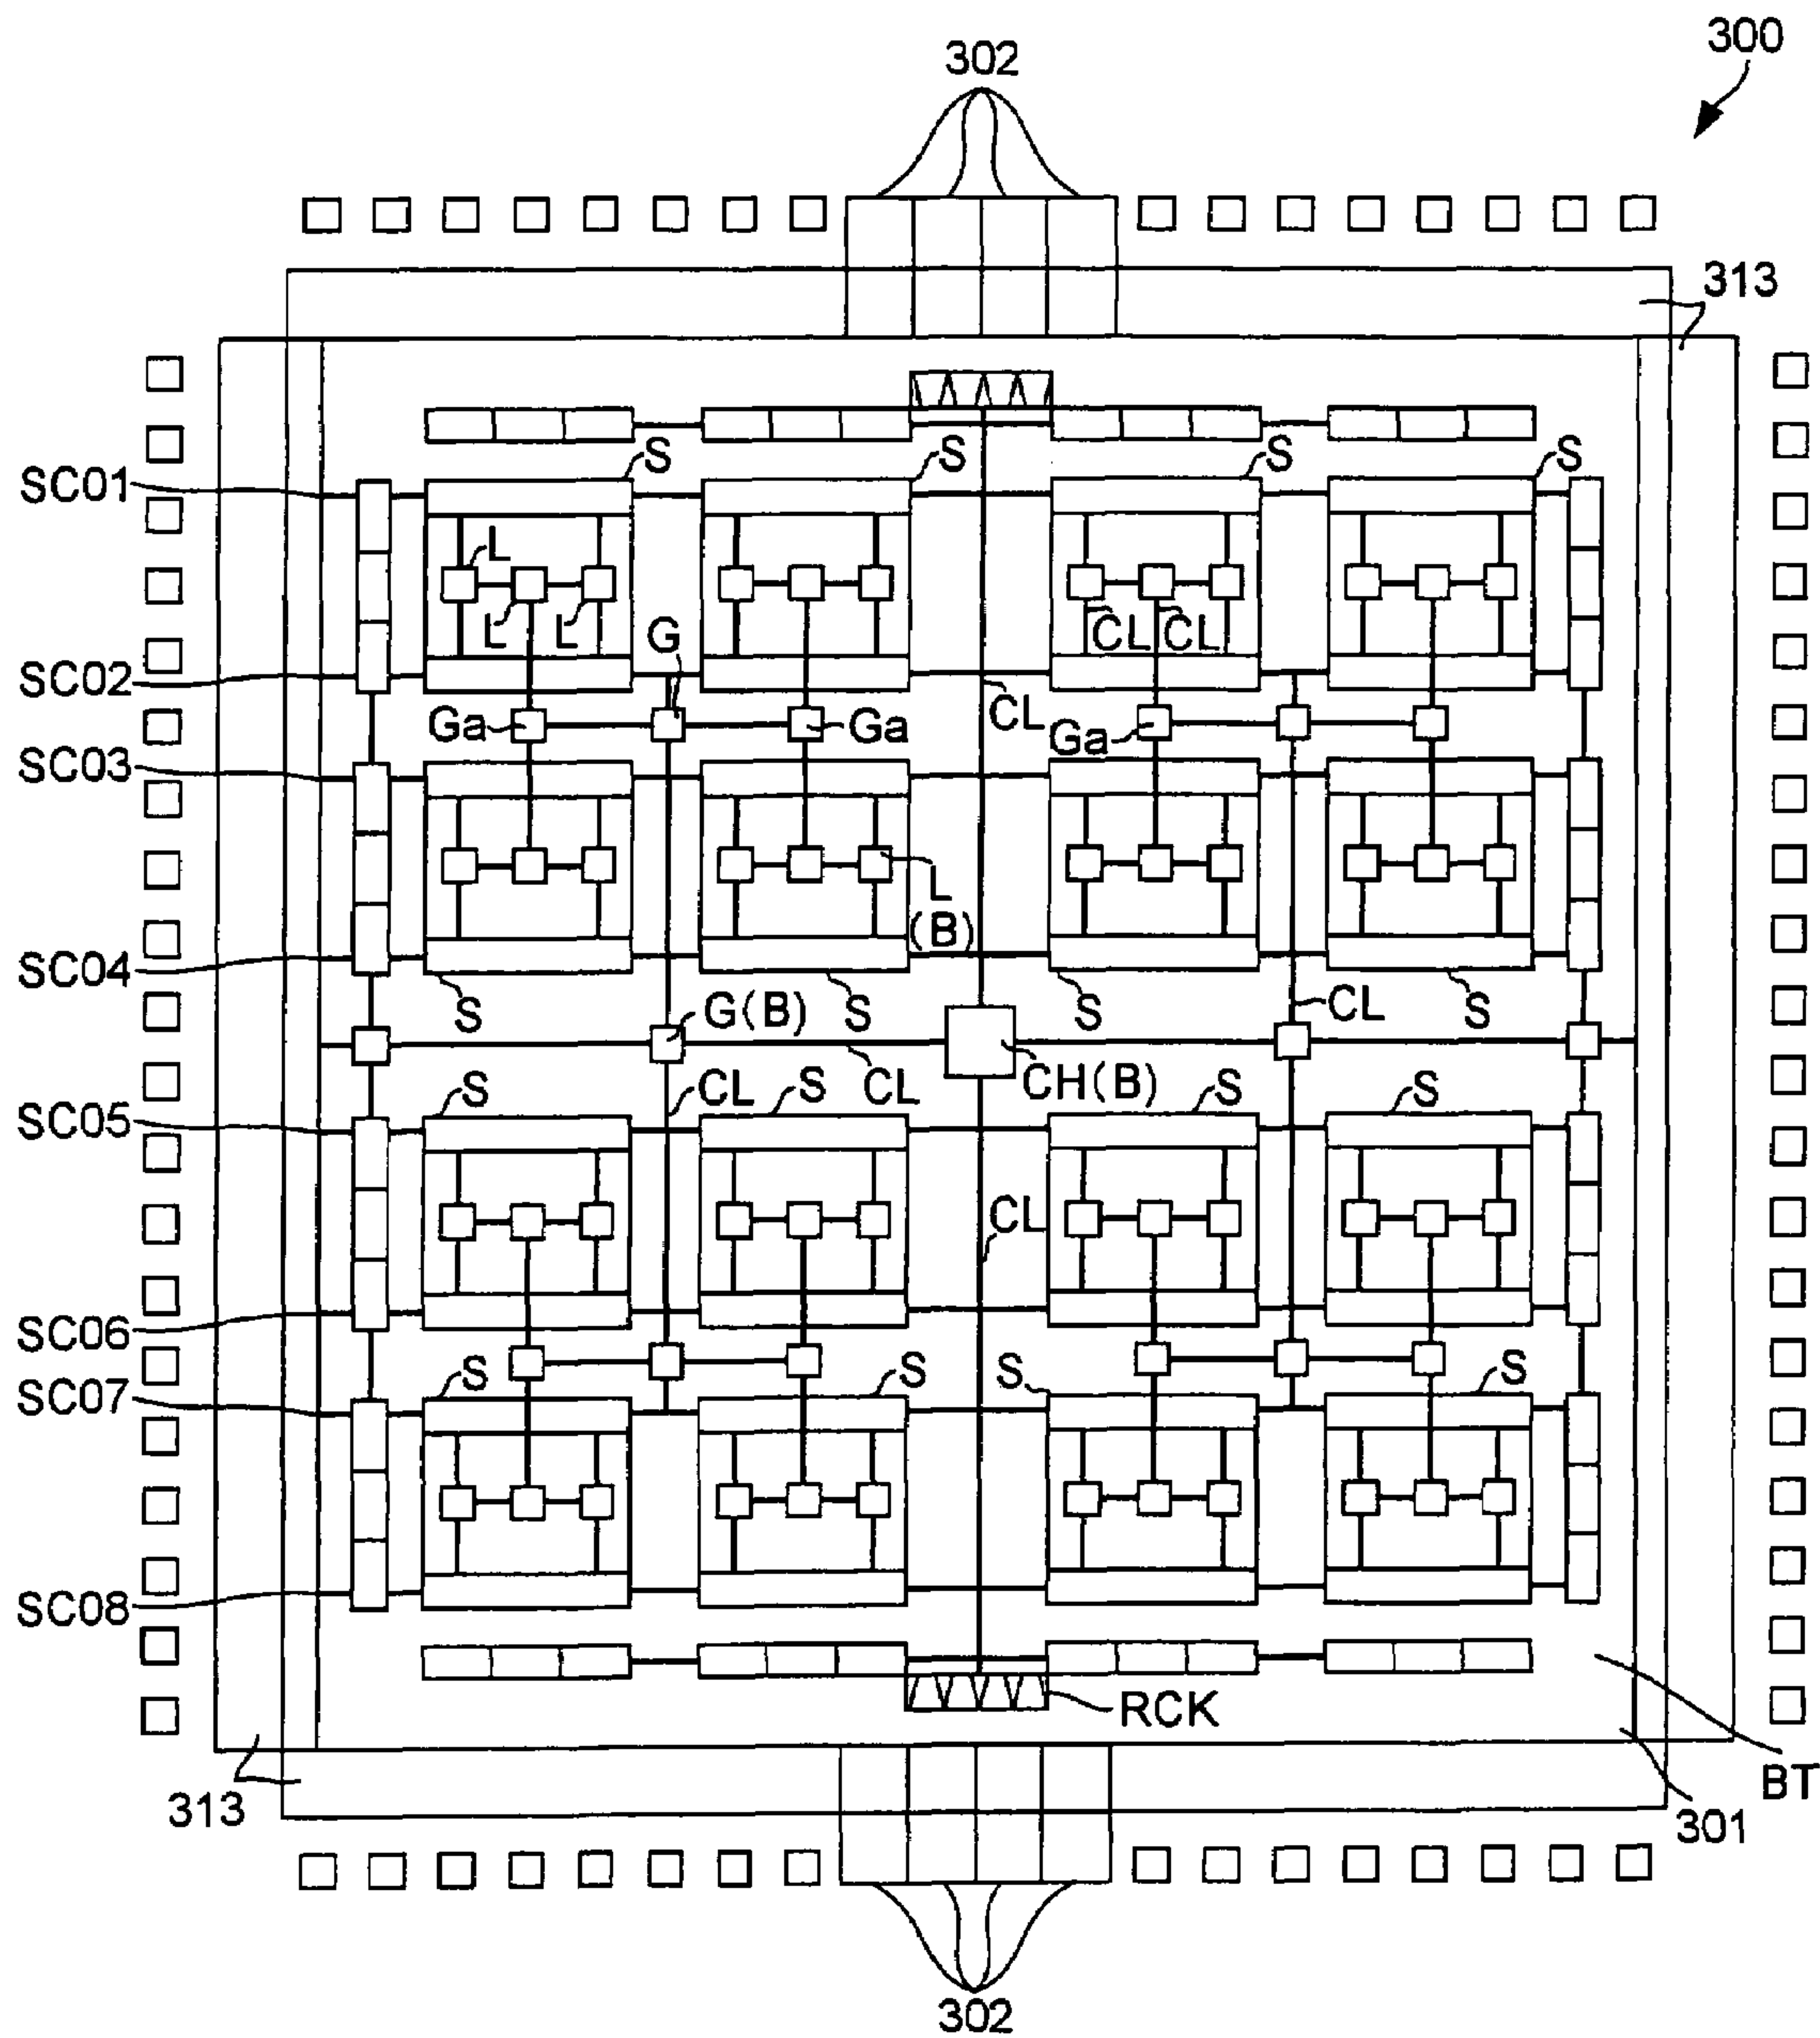 300
302
313
S S S S
SC01
L
L L G CL CL
SC02
Ga Ga CL Ga
SC03
L
(B)
SC04
S G(B) S S CL S
CL CL CH(B)
S S S S
SC05
CL
SC06
S S S S
SC07
SC08
RCK
BT
313 301
302